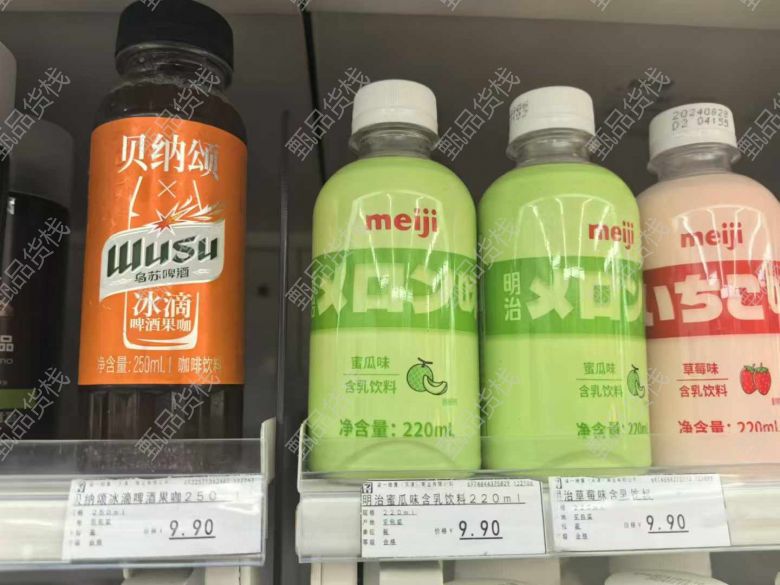 贝纳颂
×
WUSU
乌苏啤酒
冰滴
啤酒果咖
净含量: 250mL | 咖啡饮料
meiji
メロン
蜜瓜味
含乳饮料
净含量: 220mL
meiji
明治
メロン
蜜瓜味
含乳饮料
净含量: 220mL
20240828
04155
meiji
いちご
草莓味
含乳饮料
净含量: 220mL
贝纳颂冰滴啤酒果咖250
250ml
9.90
明治蜜瓜味含乳饮料220ml
220ml
9.90
治草莓味含乳饮料
9.90
甄品货栈